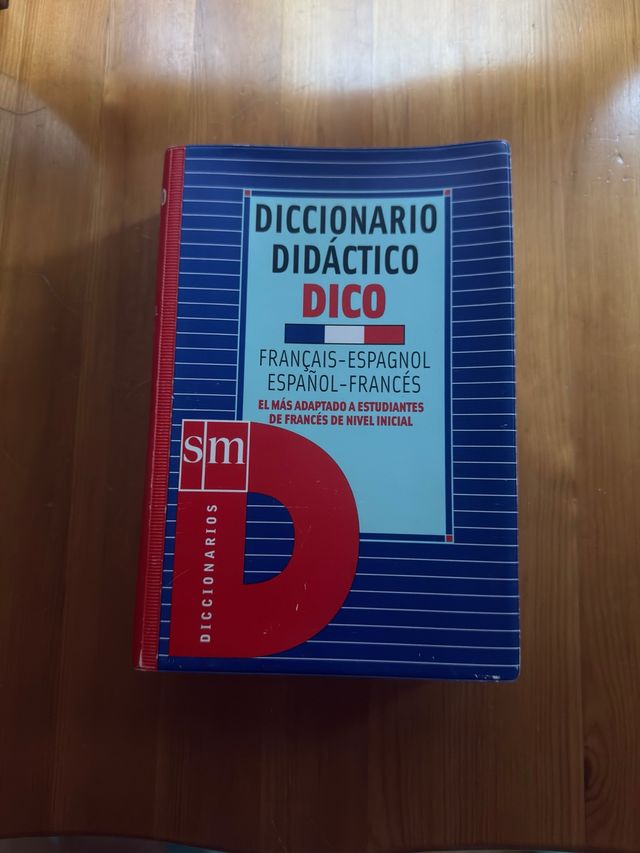 DICCIONARIO
DIDÁCTICO
DICO
FRANÇAIS-ESPAGNOL
ESPAÑOL-FRANCÉS
EL MÁS ADAPTADO A ESTUDIANTES
DE FRANCÉS DE NIVEL INICIAL
sm
D
DICCIONARIOS